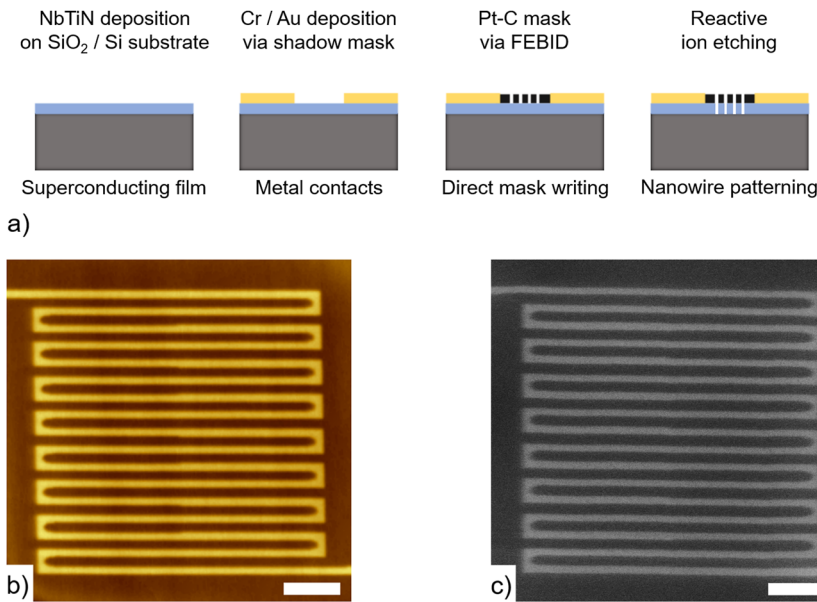 NbTiN deposition
on SiO₂ / Si substrate
Cr / Au deposition
via shadow mask
Pt-C mask
via FEBID
Reactive
ion etching
Superconducting film
Metal contacts
Direct mask writing
Nanowire patterning
a)
b)
c)